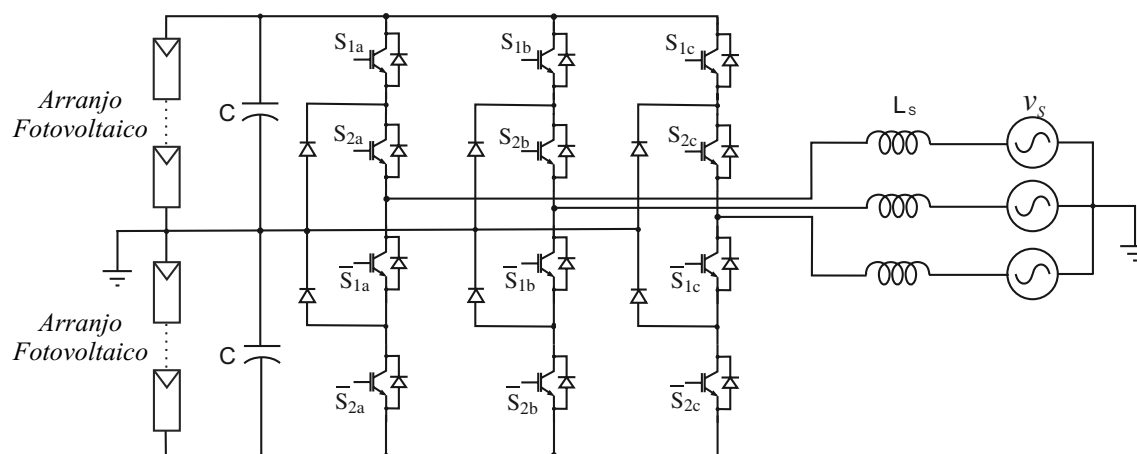 Arranjo
Fotovoltaico
Arranjo
Fotovoltaico
C
C
S1a
S2a
S̅1a
S̅2a
S1b
S2b
S̅1b
S̅2b
S1c
S2c
S̅1c
S̅2c
Ls
vs